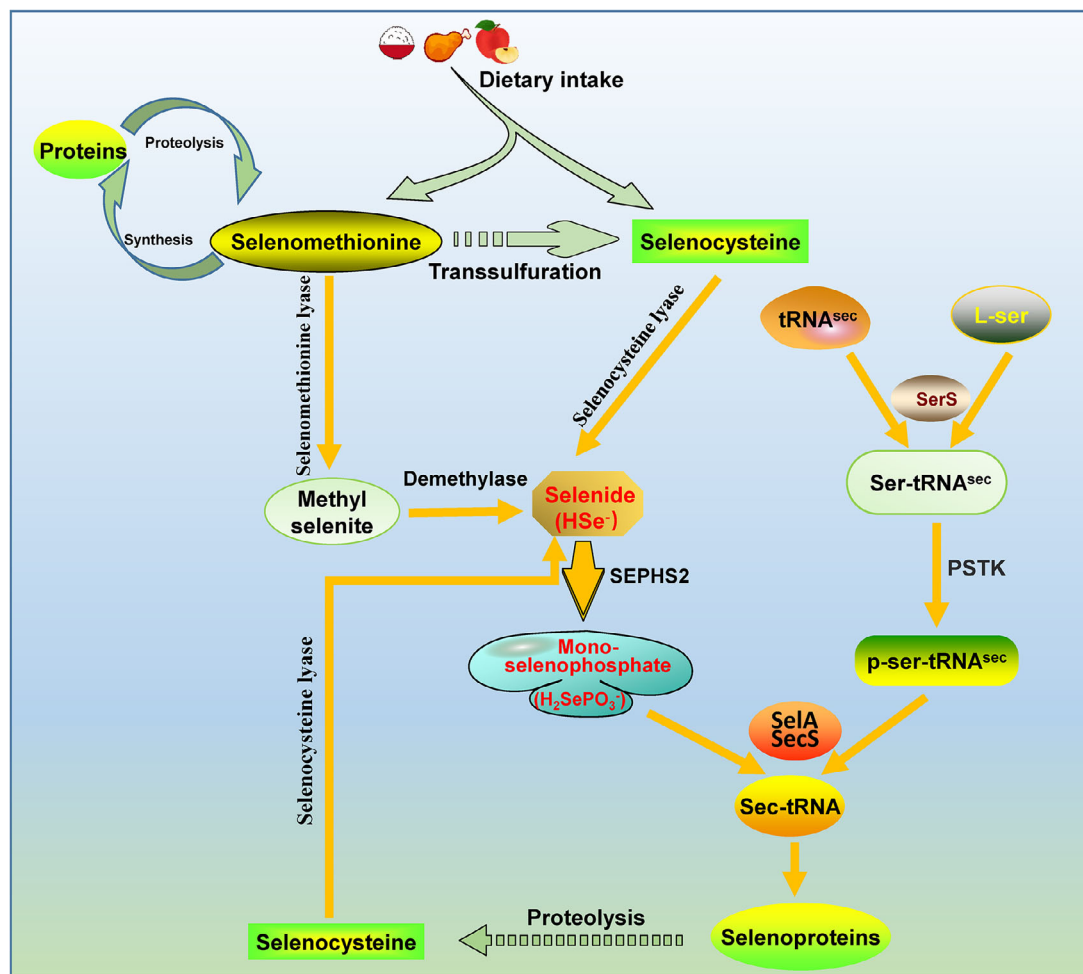 Dietary intake
Proteins
Proteolysis
Synthesis
Selenomethionine
Transsulfuration
Selenocysteine
Selenomethionine lyase
Selenocysteine lyase
tRNAsec
L-ser
SerS
Ser-tRNAsec
Methyl
selenite
Demethylase
Selenide
(HSe-)
SEPHS2
PSTK
Mono-
selenophosphate
(H2SePO3-)
p-ser-tRNAsec
SelA
SecS
Sec-tRNA
Selenocysteine lyase
Selenoproteins
Proteolysis
Selenocysteine